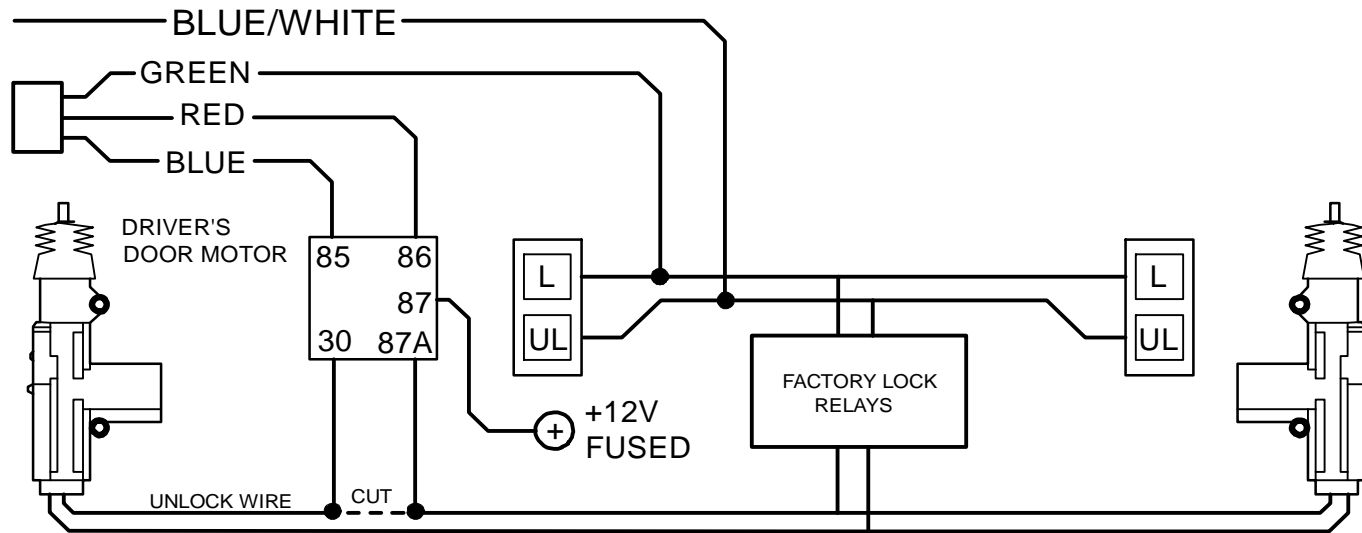 BLUE/WHITE
GREEN
RED
BLUE
DRIVER'S
DOOR MOTOR
85 86
87
30 87A
L
UL
L
UL
FACTORY LOCK
RELAYS
+
+12V
FUSED
UNLOCK WIRE
CUT